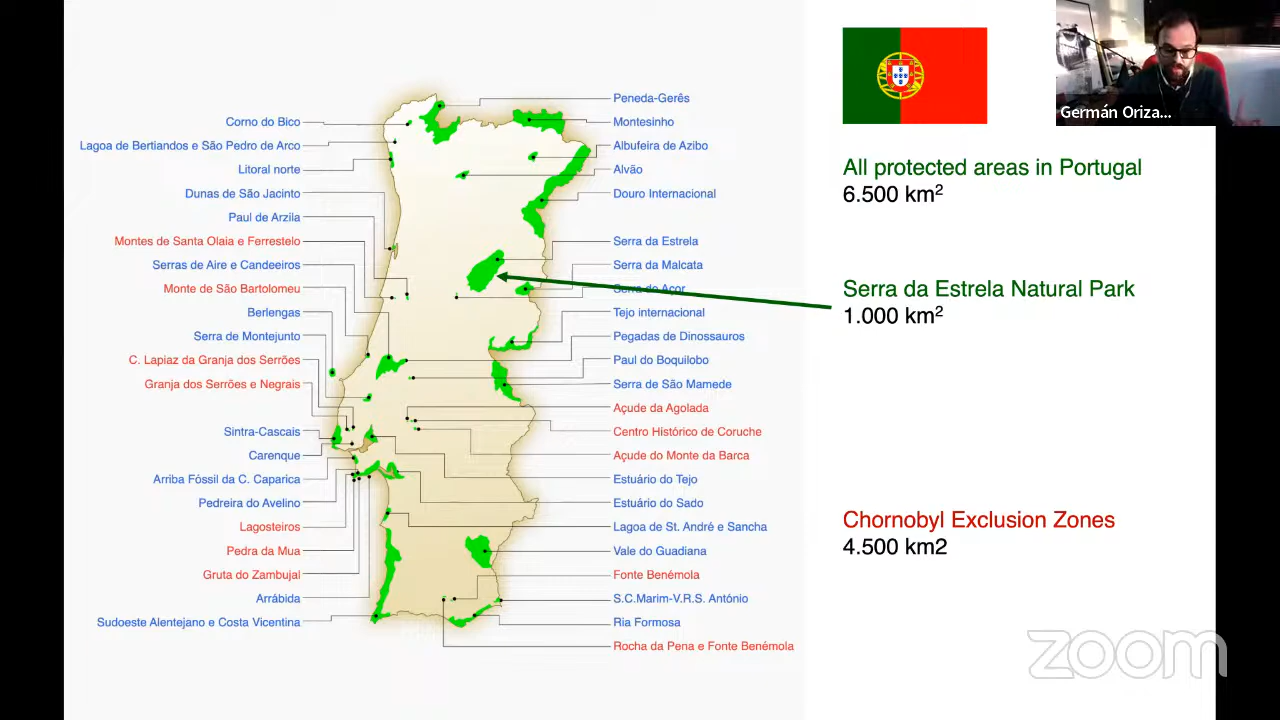 Corno do Bico
Lagoa de Bertiandos e São Pedro de Arco
Litoral norte
Dunas de São Jacinto
Paul de Arzila
Montes de Santa Olaia e Ferrestelo
Serras de Aire e Candeeiros
Monte de São Bartolomeu
Berlengas
Serra de Montejunto
C. Lapiaz da Granja dos Serrões
Granja dos Serrões e Negrais
Sintra-Cascais
Carenque
Arriba Fóssil da C. Caparica
Pedreira do Avelino
Lagosteiros
Pedra da Mua
Gruta do Zambujal
Arrábida
Sudoeste Alentejano e Costa Vicentina
Peneda-Gerês
Montesinho
Albufeira de Azibo
Alvão
Douro Internacional
Serra da Estrela
Serra da Malcata
Serra do Açor
Tejo internacional
Pegadas de Dinossauros
Paul do Boquilobo
Serra de São Mamede
Açude da Agolada
Centro Histórico de Coruche
Açude do Monte da Barca
Estuário do Tejo
Estuário do Sado
Lagoa de St. André e Sancha
Vale do Guadiana
Fonte Benémola
S.C.Marim-V.R.S. António
Ria Formosa
Rocha da Pena e Fonte Benémola
Germán Oriza...
All protected areas in Portugal
6.500 km²
Serra da Estrela Natural Park
1.000 km²
Chornobyl Exclusion Zones
4.500 km2
zoom